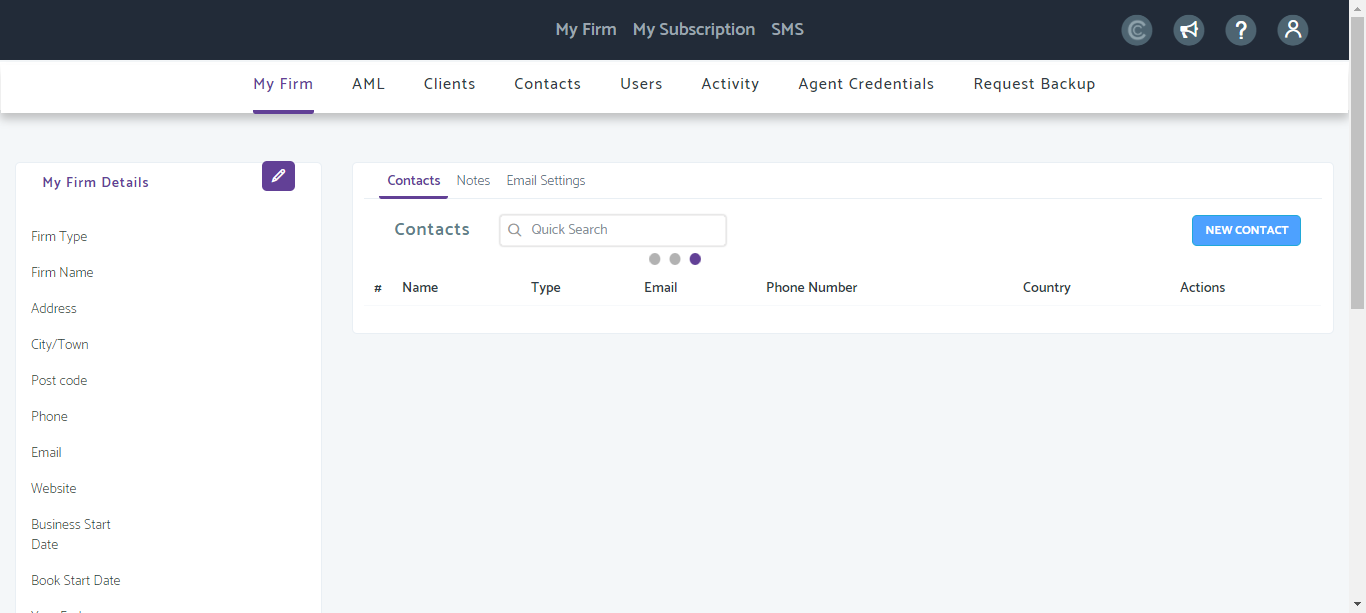 My Firm My Subscription SMS
My Firm AML Clients Contacts Users Activity Agent Credentials Request Backup
My Firm Details
Firm Type
Firm Name
Address
City/Town
Post code
Phone
Email
Website
Business Start
Date
Book Start Date
Contacts Notes Email Settings
Contacts Quick Search NEW CONTACT
# Name Type Email Phone Number Country Actions